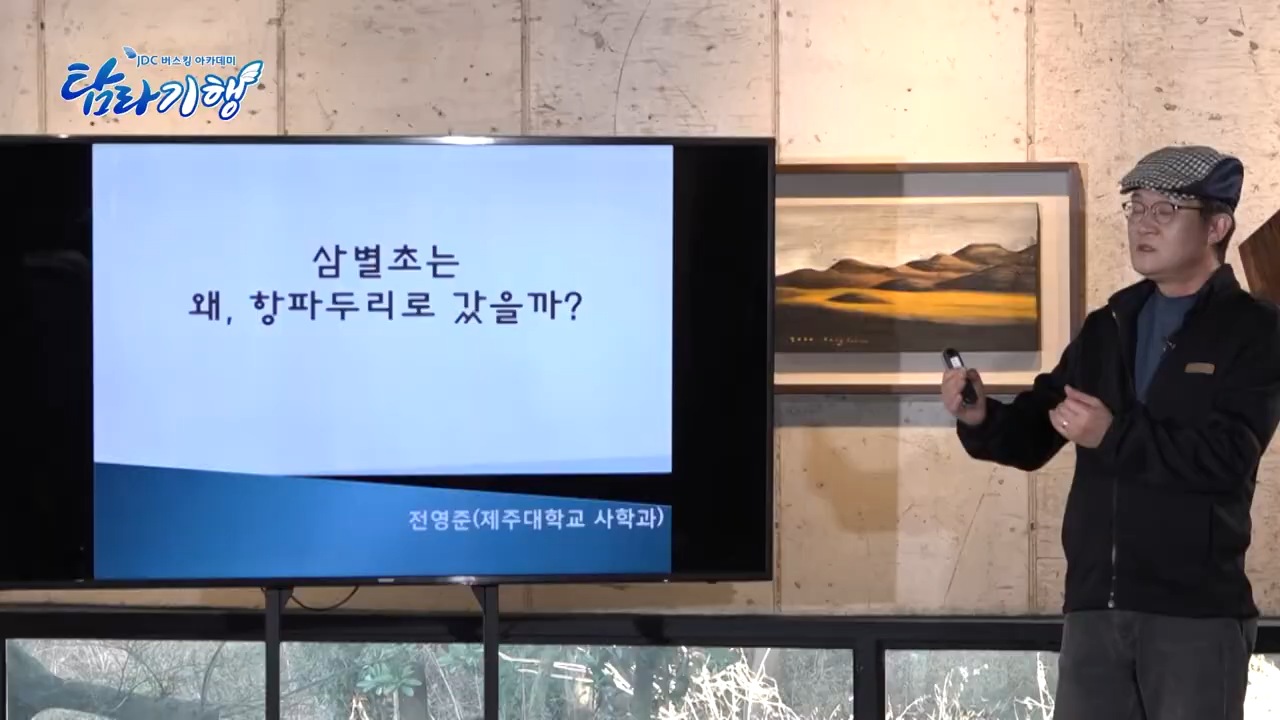 JDC 버스킹 아카데미
탐라기행
삼별초는
왜, 항파두리로 갔을까?
전영준(제주대학교 사학과)